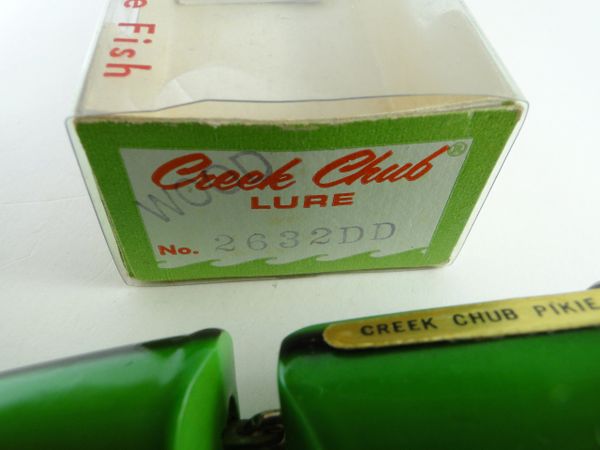 e Fish
Creek Chub®
WOOD
LURE
No. 2632DD
CREEK CHUB PIKIE